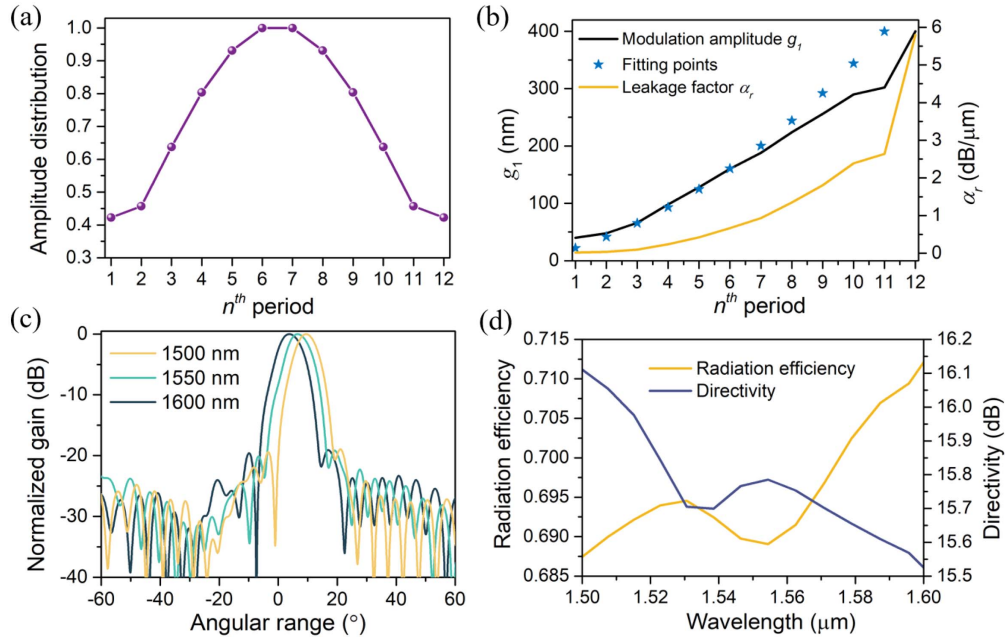 (a)
Amplitude distribution
1.0
0.9
0.8
0.7
0.6
0.5
0.4
0.3
1 2 3 4 5 6 7 8 9 10 11 12
nth period
(b)
g1 (nm)
400
300
200
100
0
Modulation amplitude g1
Fitting points
Leakage factor αr
6
5
4
3
2
1
0
αr (dB/μm)
1 2 3 4 5 6 7 8 9 10 11 12
nth period
(c)
Normalized gain (dB)
0
-10
-20
-30
-40
1500 nm
1550 nm
1600 nm
-60 -40 -20 0 20 40 60
Angular range (°)
(d)
Radiation efficiency
0.715
0.710
0.705
0.700
0.695
0.690
0.685
Radiation efficiency
Directivity
16.2
16.1
16.0
15.9
15.8
15.7
15.6
15.5
Directivity (dB)
1.50 1.52 1.54 1.56 1.58 1.60
Wavelength (μm)